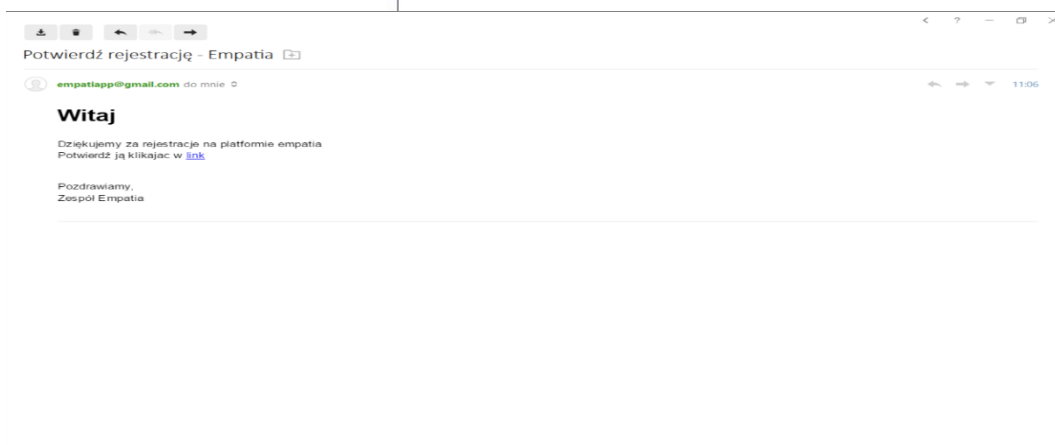 Potwierdź rejestrację - Empatia
empatiapp@gmail.com do mnie
11:06
Witaj
Dziękujemy za rejestracje na platformie empatia
Potwierdź ją klikajac w link
Pozdrawiamy,
Zespół Empatia